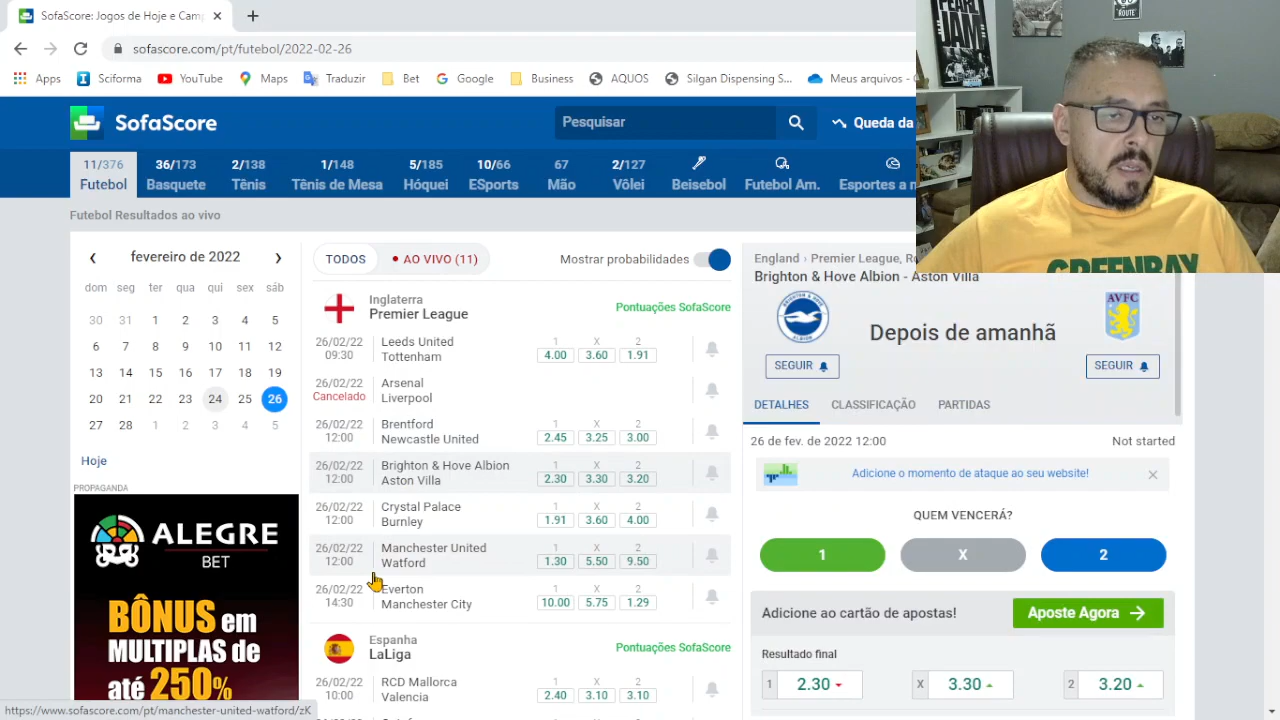 SofaScore: Jogos de Hoje e Camp
sofascore.com/pt/futebol/2022-02-26
Apps Sciforma YouTube Maps Traduzir Bet Google Business AQUOS Silgan Dispensing S... Meus arquivos -
PEARL JAM
ROUTE
SofaScore Pesquisar Queda da
11/376 36/173 2/138 1/148 5/185 10/66 67 2/127
Futebol Basquete Tênis Tênis de Mesa Hóquei ESports Mão Vôlei Beisebol Futebol Am. Esportes a m
GREENBAY
Futebol Resultados ao vivo
fevereiro de 2022
dom seg ter qua qui sex sáb
30 31 1 2 3 4 5
6 7 8 9 10 11 12
13 14 15 16 17 18 19
20 21 22 23 24 25 26
27 28 1 2 3 4 5
Hoje
PROPAGANDA
ALEGRE
BET
BÔNUS em
MULTIPLAS de
até 250%
TODOS AO VIVO (11) Mostrar probabilidades
Inglaterra
Premier League Pontuações SofaScore
26/02/22 Leeds United 1 X 2
09:30 Tottenham 4.00 3.60 1.91
26/02/22 Arsenal
Cancelado Liverpool
26/02/22 Brentford 1 X 2
12:00 Newcastle United 2.45 3.25 3.00
26/02/22 Brighton & Hove Albion 1 X 2
12:00 Aston Villa 2.30 3.30 3.20
26/02/22 Crystal Palace 1 X 2
12:00 Burnley 1.91 3.60 4.00
26/02/22 Manchester United 1 X 2
12:00 Watford 1.30 5.50 9.50
26/02/22 Everton 1 X 2
14:30 Manchester City 10.00 5.75 1.29
Espanha
LaLiga Pontuações SofaScore
26/02/22 RCD Mallorca 1 X 2
10:00 Valencia 2.40 3.10 3.10
England › Premier League, Ro
Brighton & Hove Albion - Aston Villa
AVFC
Depois de amanhã
SEGUIR SEGUIR
DETALHES CLASSIFICAÇÃO PARTIDAS
26 de fev. de 2022 12:00 Not started
Adicione o momento de ataque ao seu website!
QUEM VENCERÁ?
1 X 2
Adicione ao cartão de apostas! Aposte Agora
Resultado final
1 2.30 X 3.30 2 3.20
https://www.sofascore.com/pt/manchester-united-watford/zK